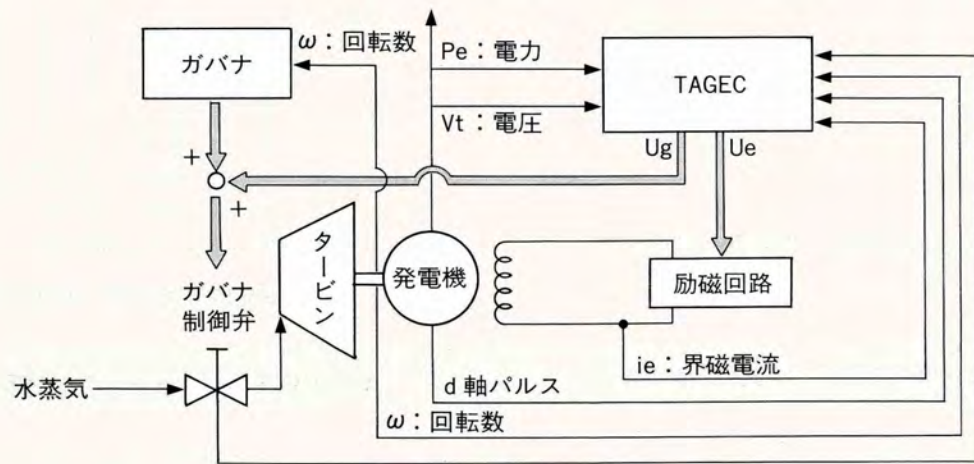 ガバナ
ω：回転数
Pe：電力
Vt：電圧
TAGEC
Ug
Ue
+
+
タービン
発電機
励磁回路
ガバナ
制御弁
水蒸気
ie：界磁電流
d軸パルス
ω：回転数